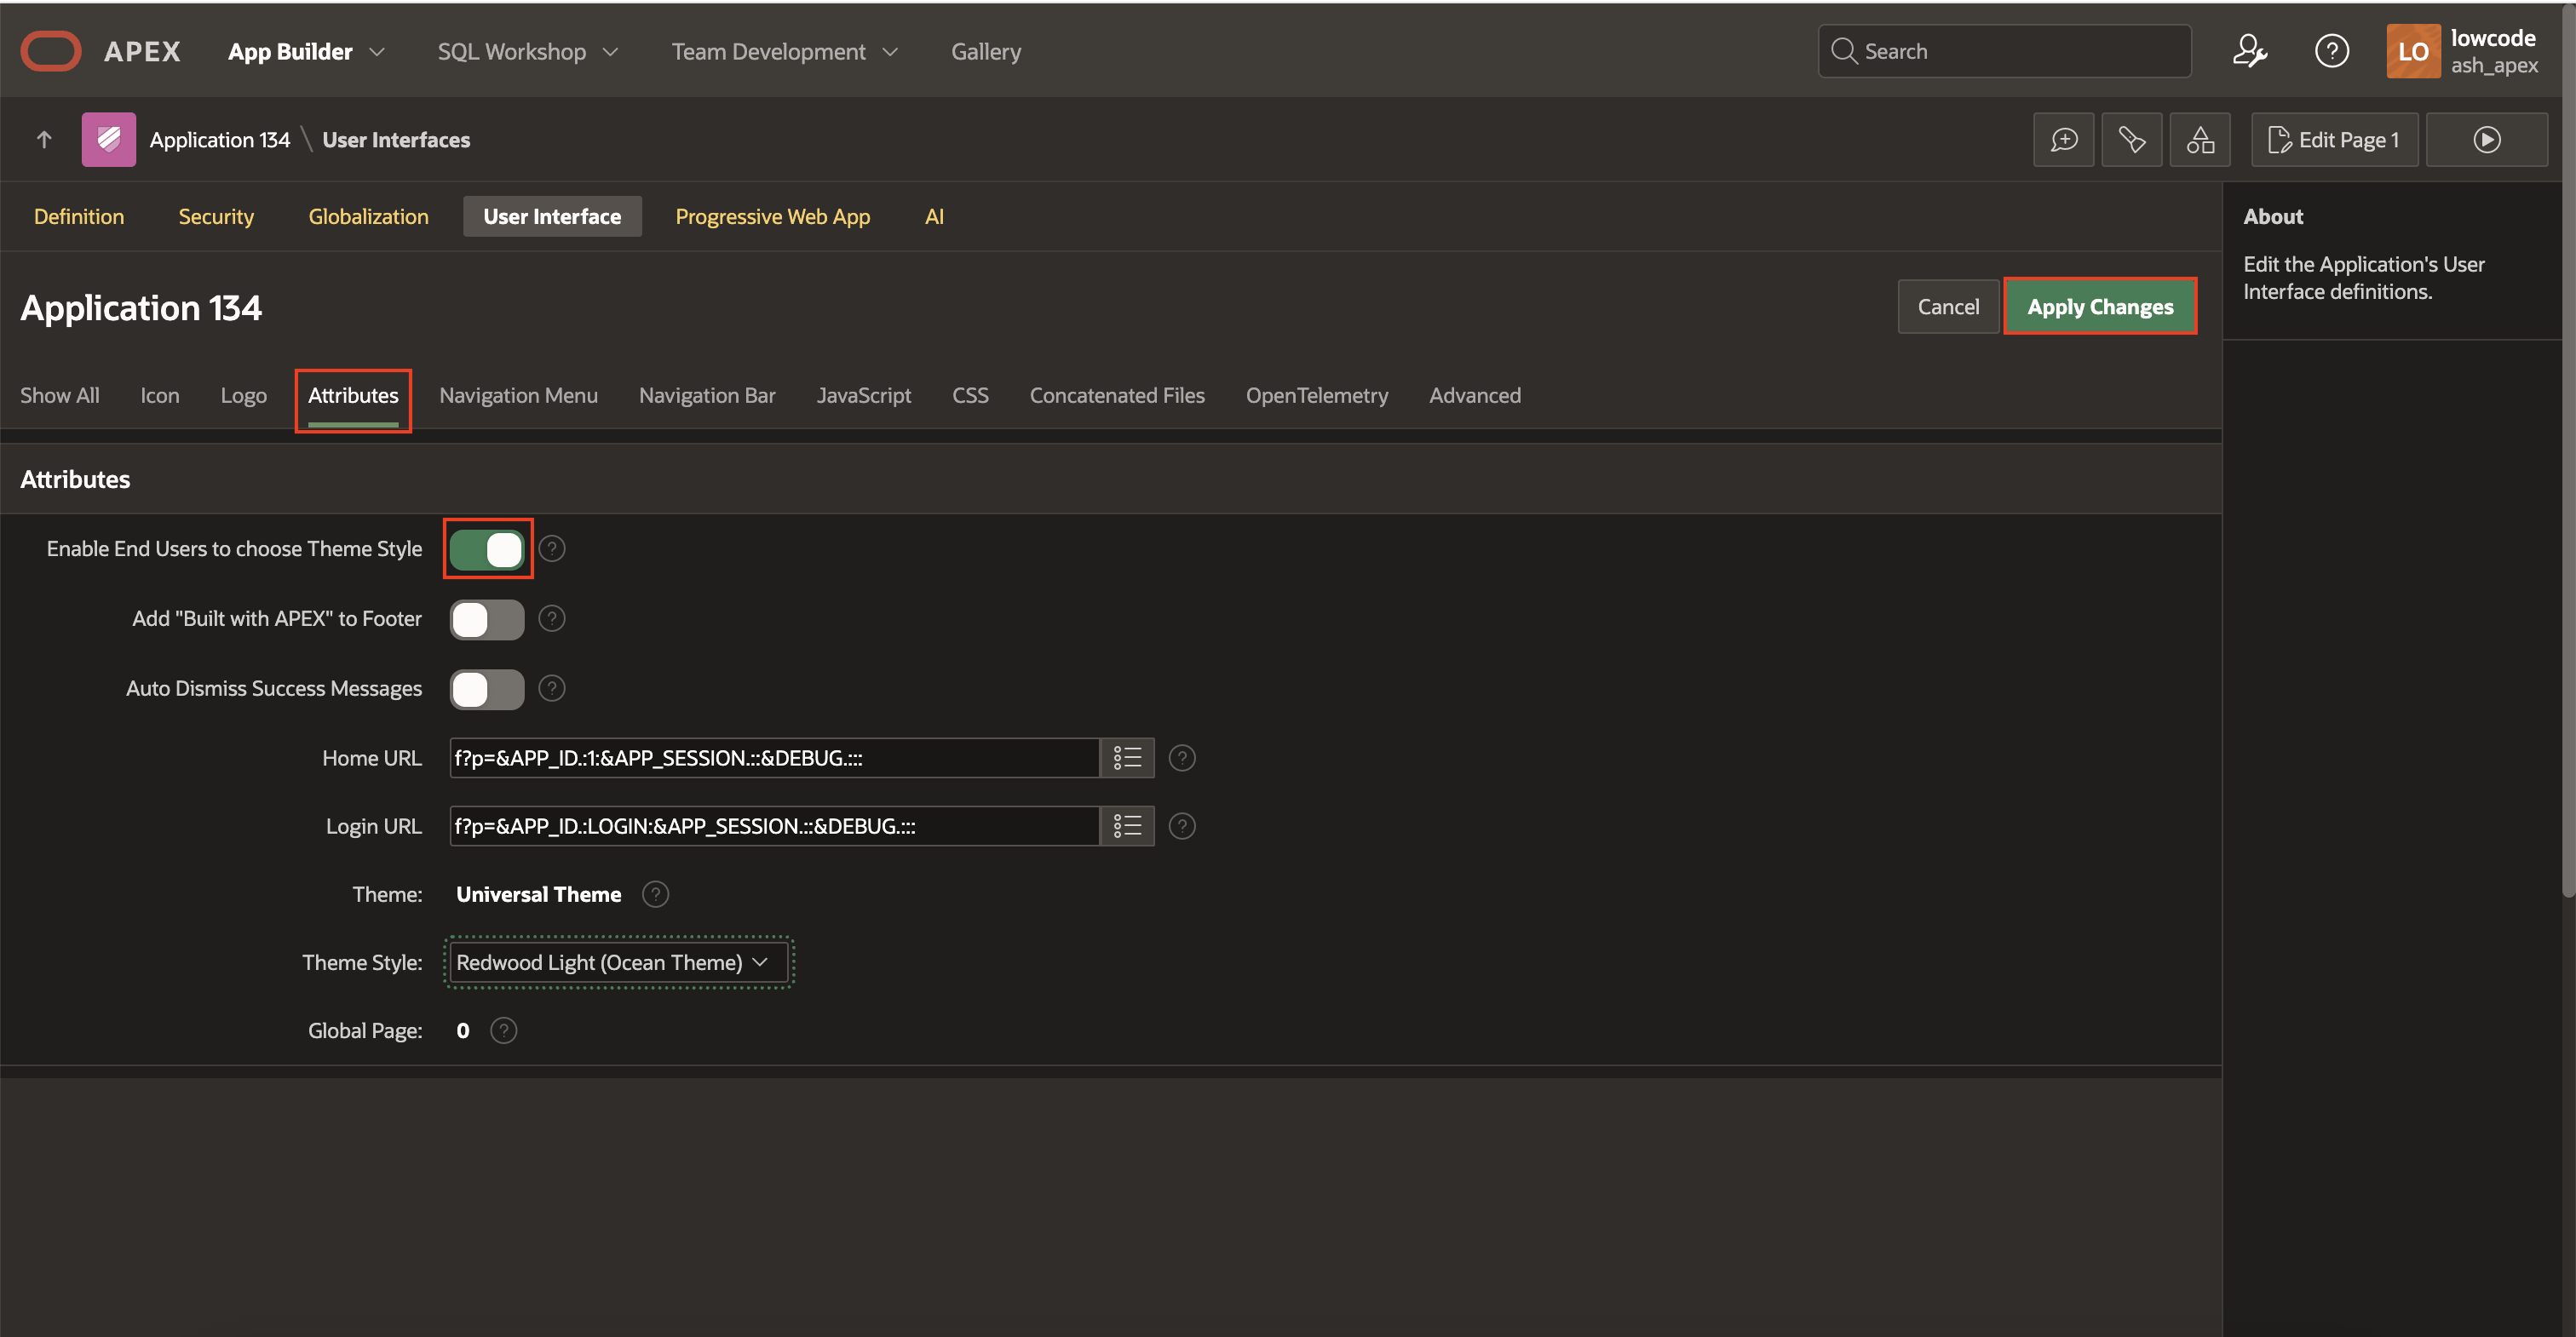 APEX App Builder SQL Workshop Team Development Gallery Search LO lowcode
ash_apex
Application 134 \ User Interfaces Edit Page 1
Definition Security Globalization User Interface Progressive Web App AI
About
Edit the Application's User
Interface definitions.
Application 134 Cancel Apply Changes
Show All Icon Logo Attributes Navigation Menu Navigation Bar JavaScript CSS Concatenated Files OpenTelemetry Advanced
Attributes
Enable End Users to choose Theme Style ?
Add "Built with APEX" to Footer ?
Auto Dismiss Success Messages ?
Home URL f?p=&APP_ID.:1:&APP_SESSION.::&DEBUG.::: ?
Login URL f?p=&APP_ID.:LOGIN:&APP_SESSION.::&DEBUG.::: ?
Theme: Universal Theme ?
Theme Style: Redwood Light (Ocean Theme)
Global Page: 0 ?